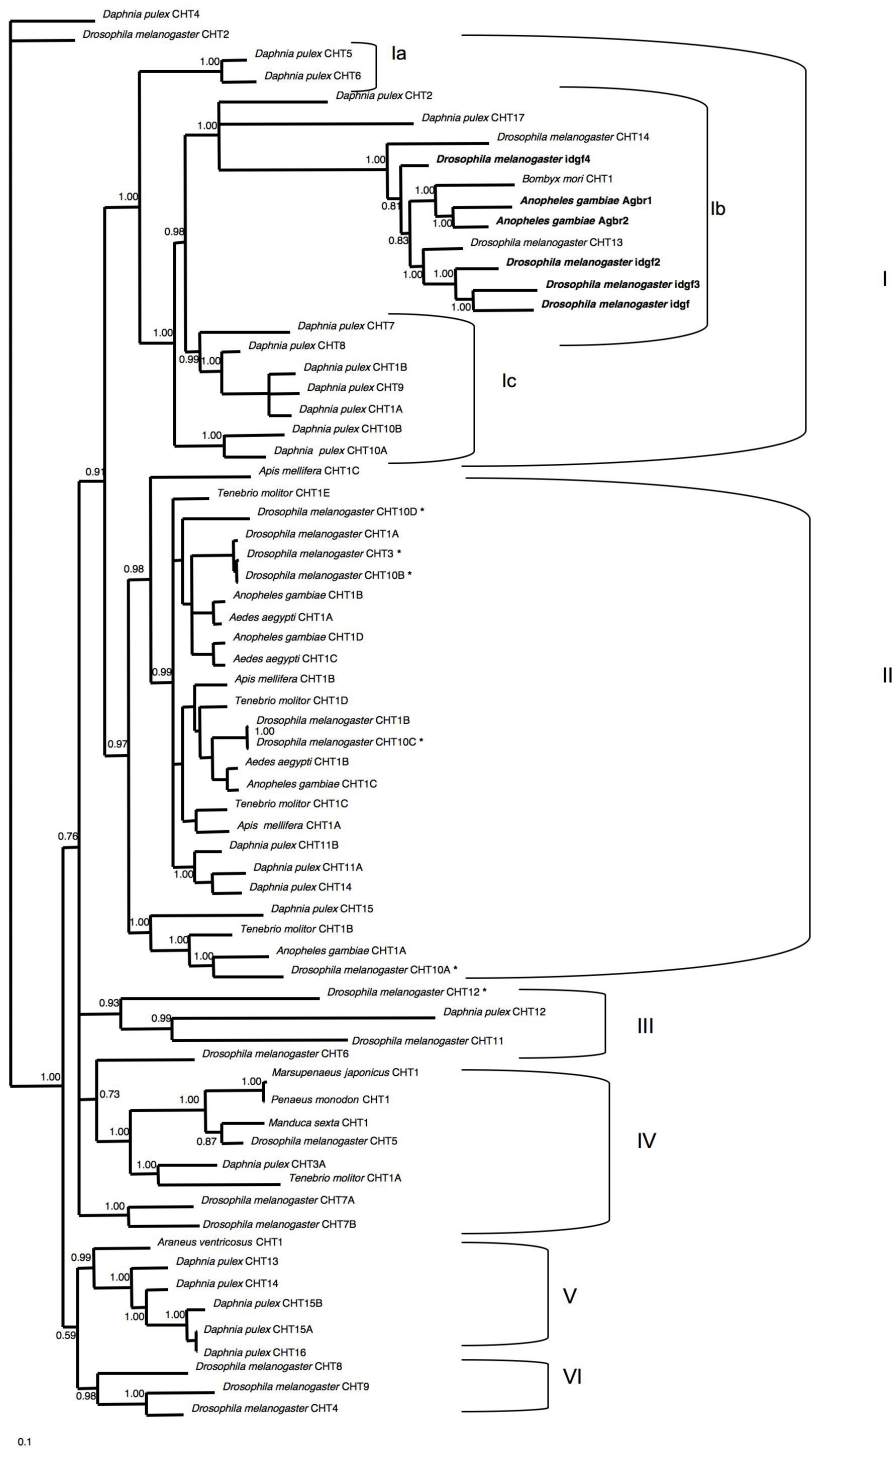 Daphnia pulex CHT4
Drosophila melanogaster CHT2
Daphnia pulex CHT5
Ia
1.00
Daphnia pulex CHT6
Daphnia pulex CHT2
1.00
Daphnia pulex CHT17
Drosophila melanogaster CHT14
1.00
Drosophila melanogaster idgf4
Bombyx mori CHT1
1.00
Anopheles gambiae Agbr1
0.81
Ib
1.00
Anopheles gambiae Agbr2
1.00
0.98
0.83
Drosophila melanogaster CHT13
Drosophila melanogaster idgf2
1.00
1.00
I
Drosophila melanogaster idgf3
1.00
Drosophila melanogaster idgf
Daphnia pulex CHT7
1.00
Daphnia pulex CHT8
0.99
1.00
Daphnia pulex CHT1B
Ic
Daphnia pulex CHT9
Daphnia pulex CHT1A
Daphnia pulex CHT10B
1.00
Daphnia pulex CHT10A
0.91
Apis mellifera CHT1C
Tenebrio molitor CHT1E
Drosophila melanogaster CHT10D *
Drosophila melanogaster CHT1A
Drosophila melanogaster CHT3 *
0.98
Drosophila melanogaster CHT10B *
Anopheles gambiae CHT1B
Aedes aegypti CHT1A
Anopheles gambiae CHT1D
Aedes aegypti CHT1C
0.99
II
Apis mellifera CHT1B
Tenebrio molitor CHT1D
Drosophila melanogaster CHT1B
1.00
0.97
Drosophila melanogaster CHT10C *
Aedes aegypti CHT1B
Anopheles gambiae CHT1C
Tenebrio molitor CHT1C
Apis mellifera CHT1A
0.76
Daphnia pulex CHT11B
Daphnia pulex CHT11A
1.00
Daphnia pulex CHT14
Daphnia pulex CHT15
1.00
Tenebrio molitor CHT1B
1.00
Anopheles gambiae CHT1A
1.00
Drosophila melanogaster CHT10A *
Drosophila melanogaster CHT12 *
0.93
Daphnia pulex CHT12
0.99
III
Drosophila melanogaster CHT11
Drosophila melanogaster CHT6
Marsupenaeus japonicus CHT1
1.00
1.00
0.73
1.00
Penaeus monodon CHT1
Manduca sexta CHT1
1.00
0.87
Drosophila melanogaster CHT5
IV
1.00
Daphnia pulex CHT3A
Tenebrio molitor CHT1A
Drosophila melanogaster CHT7A
1.00
Drosophila melanogaster CHT7B
Araneus ventricosus CHT1
0.99
Daphnia pulex CHT13
1.00
Daphnia pulex CHT14
V
Daphnia pulex CHT15B
1.00
1.00
0.59
Daphnia pulex CHT15A
Daphnia pulex CHT16
Drosophila melanogaster CHT8
VI
Drosophila melanogaster CHT9
0.98
1.00
Drosophila melanogaster CHT4
0.1